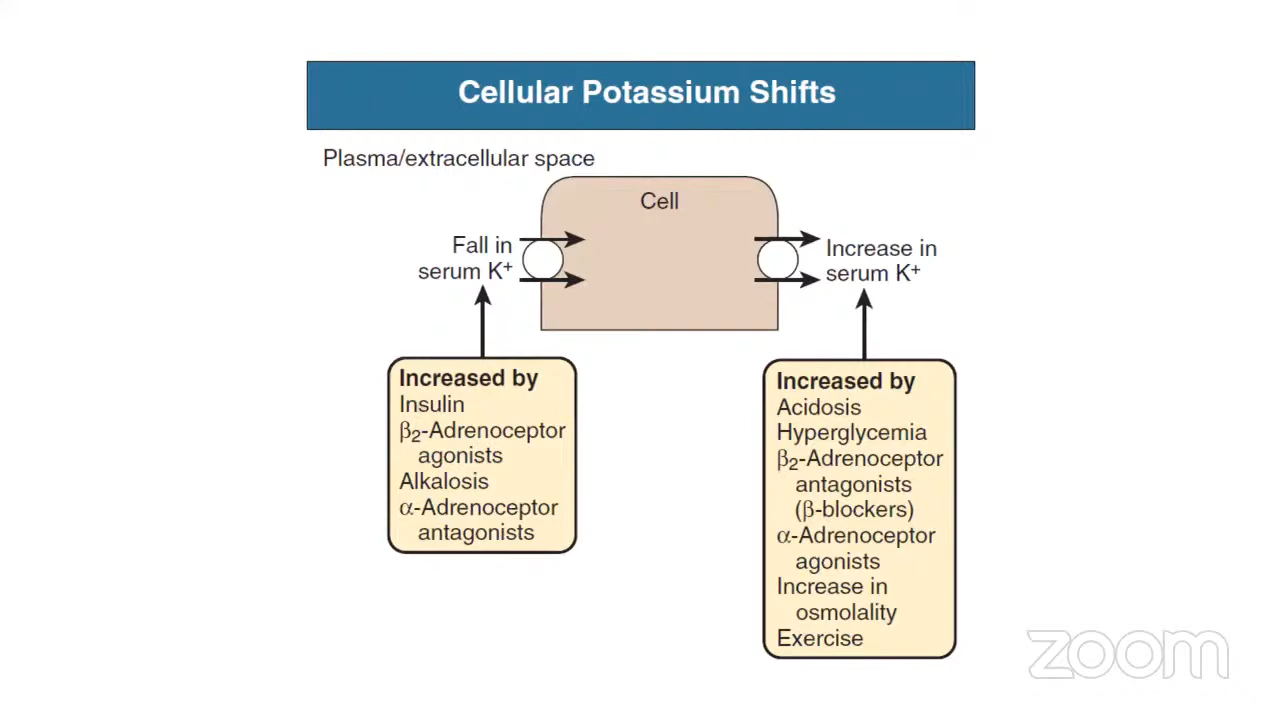 Cellular Potassium Shifts
Plasma/extracellular space
Cell
Fall in
serum K⁺
Increase in
serum K⁺
Increased by
Insulin
β₂-Adrenoceptor
agonists
Alkalosis
α-Adrenoceptor
antagonists
Increased by
Acidosis
Hyperglycemia
β₂-Adrenoceptor
antagonists
(β-blockers)
α-Adrenoceptor
agonists
Increase in
osmolality
Exercise
zoom